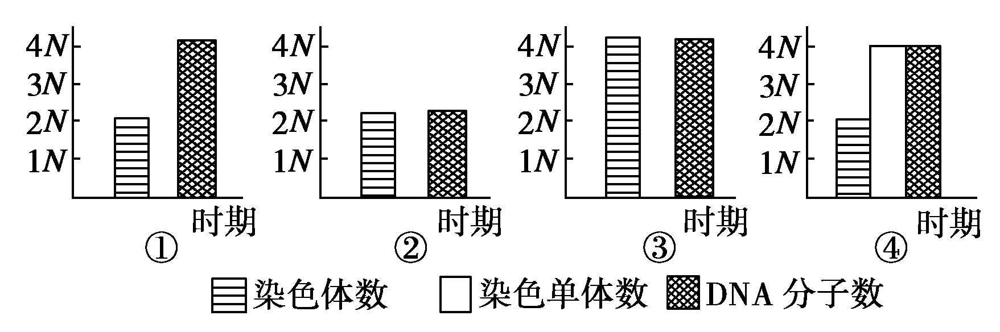 4N 4N 4N 4N
3N 3N 3N 3N
2N 2N 2N 2N
1N 1N 1N 1N
时期 时期 时期 时期
① ② ③ ④
染色体数 染色单体数 DNA 分子数